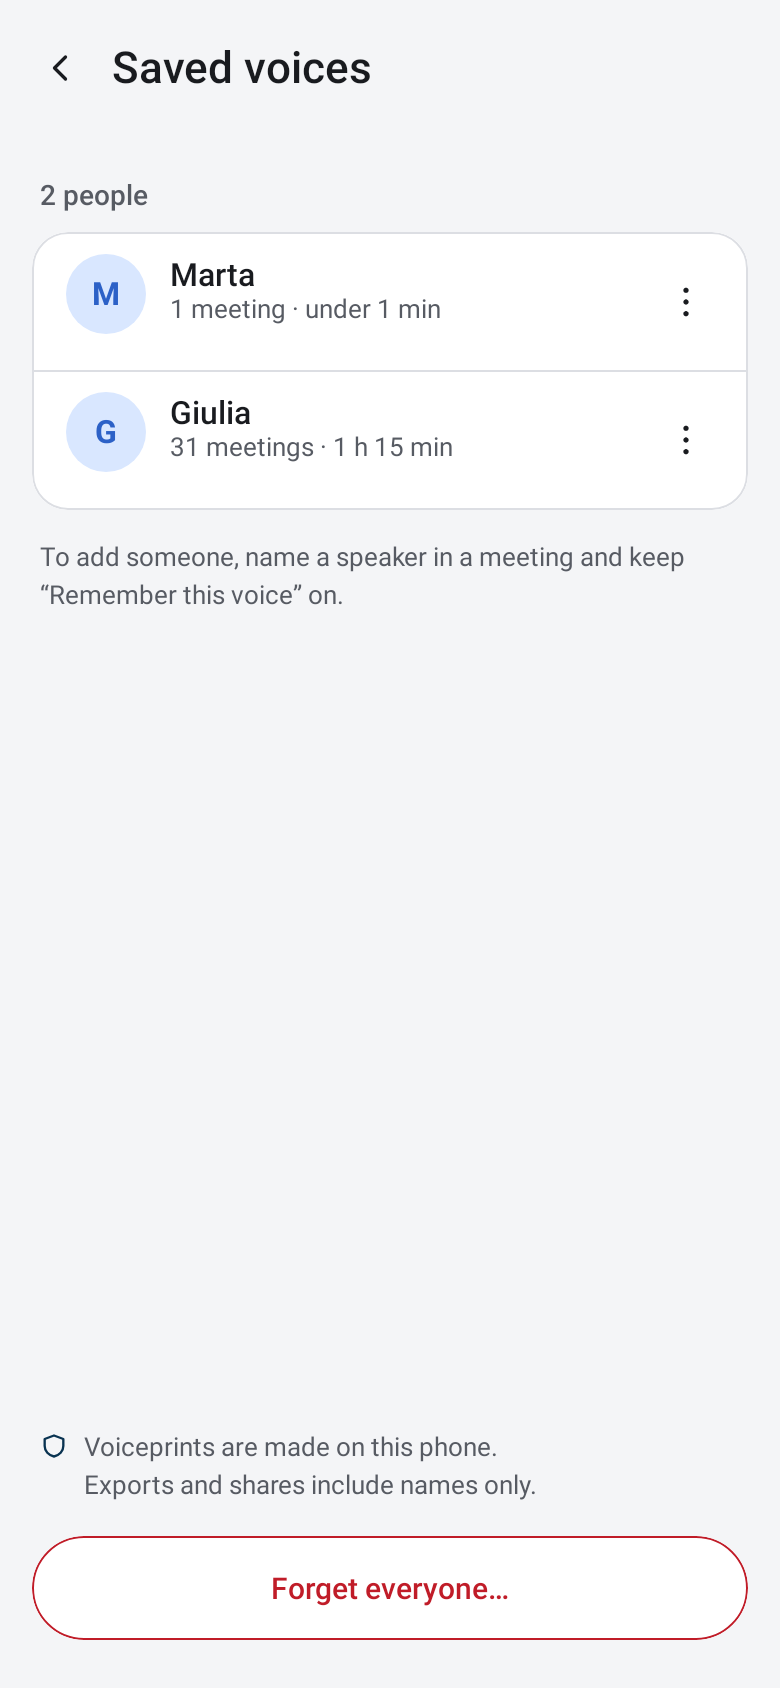 Saved voices
2 people
M
Marta
1 meeting · under 1 min
G
Giulia
31 meetings · 1 h 15 min
To add someone, name a speaker in a meeting and keep
“Remember this voice” on.
Voiceprints are made on this phone.
Exports and shares include names only.
Forget everyone…